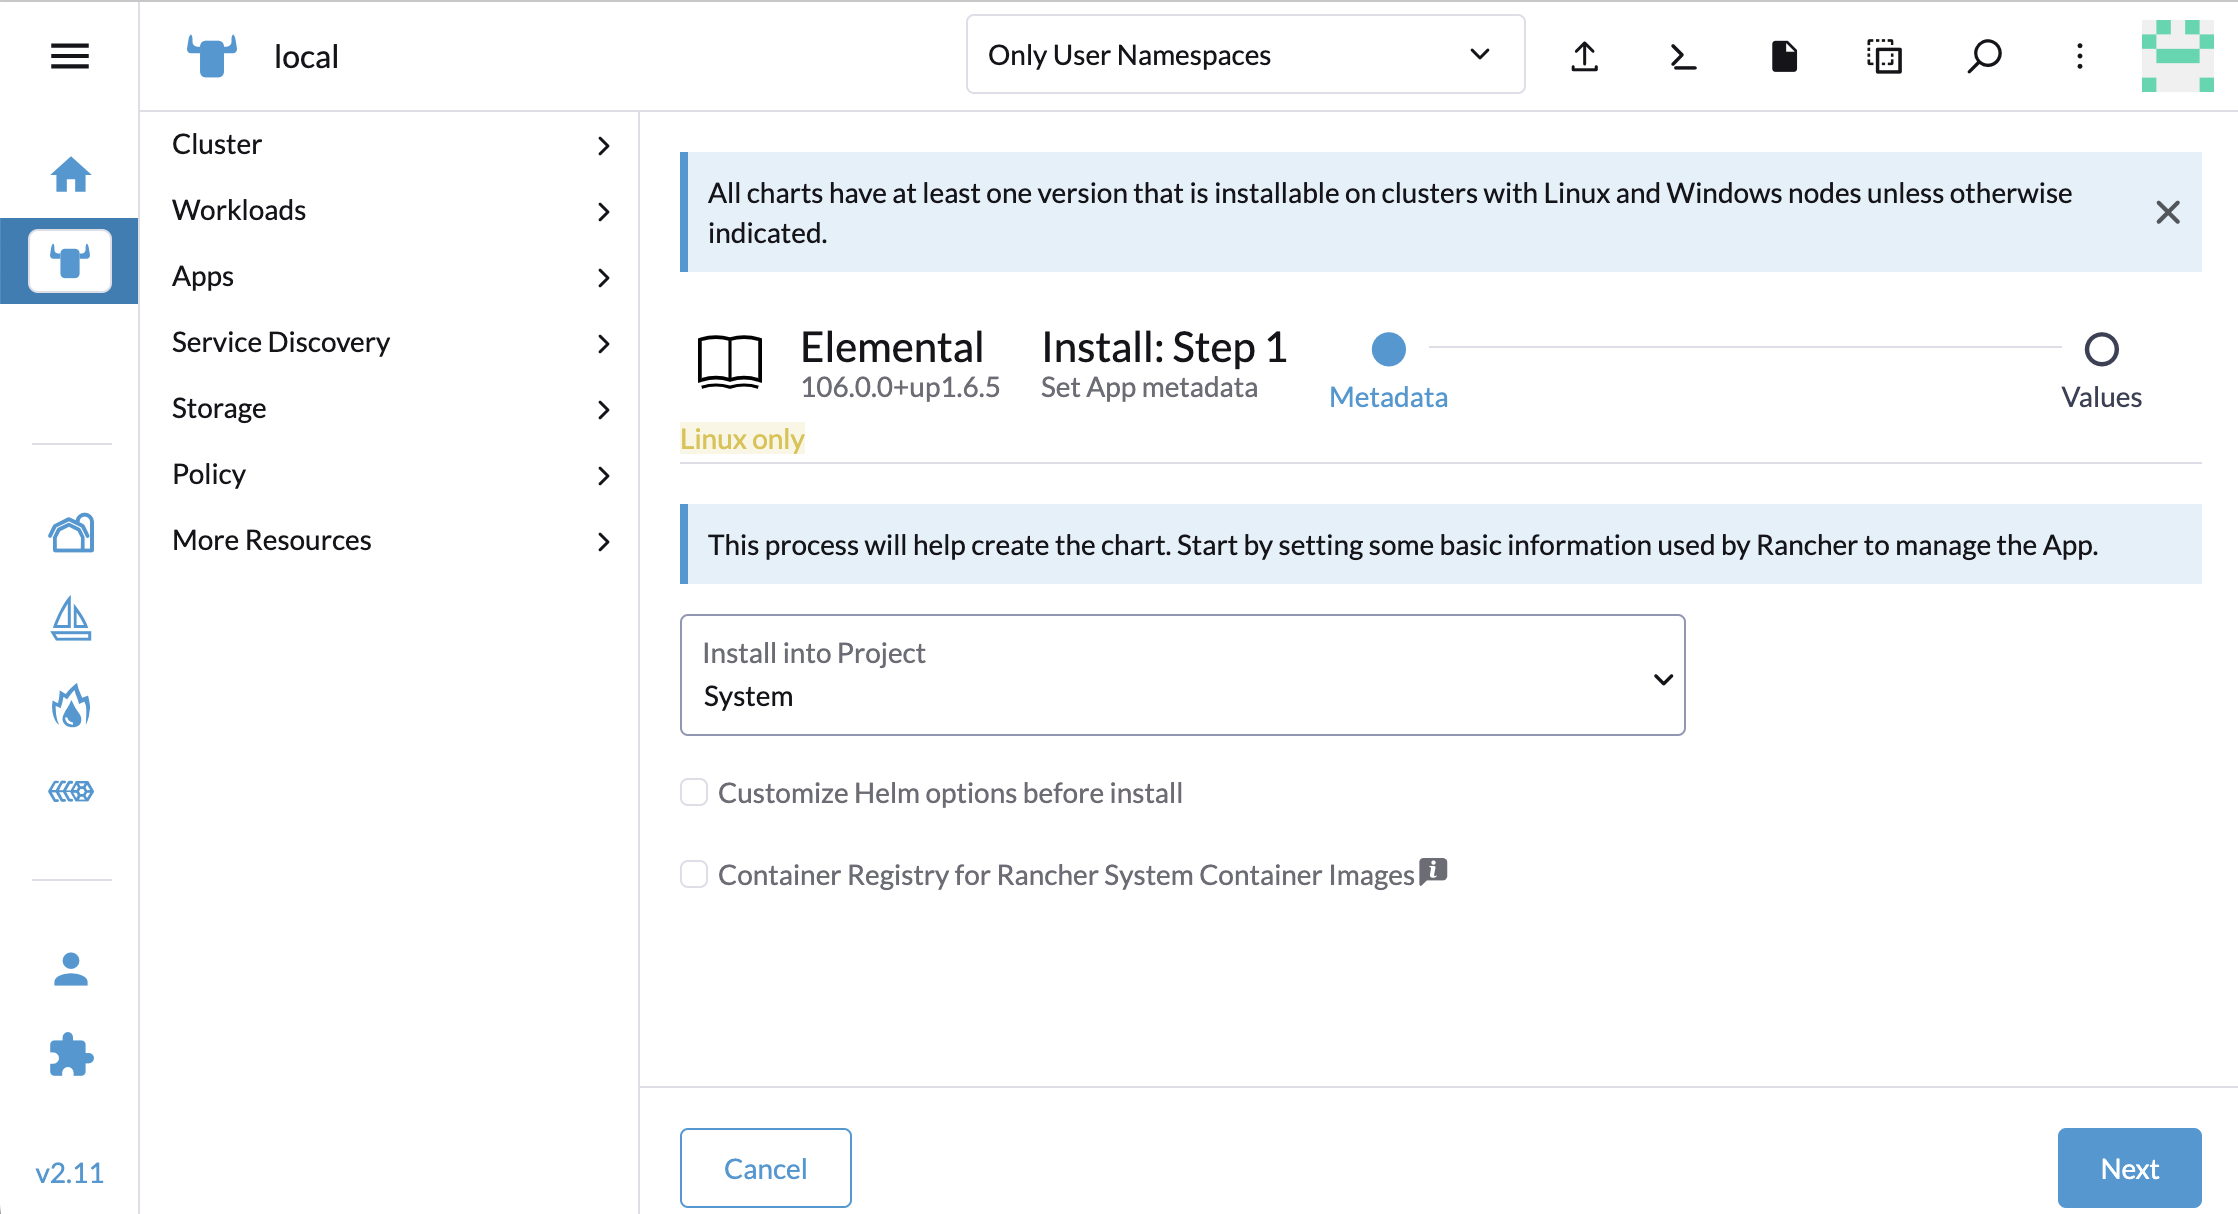 local
Only User Namespaces
Cluster
Workloads
Apps
Service Discovery
Storage
Policy
More Resources
v2.11
All charts have at least one version that is installable on clusters with Linux and Windows nodes unless otherwise
indicated.
Elemental
106.0.0+up1.6.5
Linux only
Install: Step 1
Set App metadata
Metadata
Values
This process will help create the chart. Start by setting some basic information used by Rancher to manage the App.
Install into Project
System
Customize Helm options before install
Container Registry for Rancher System Container Images
Cancel
Next